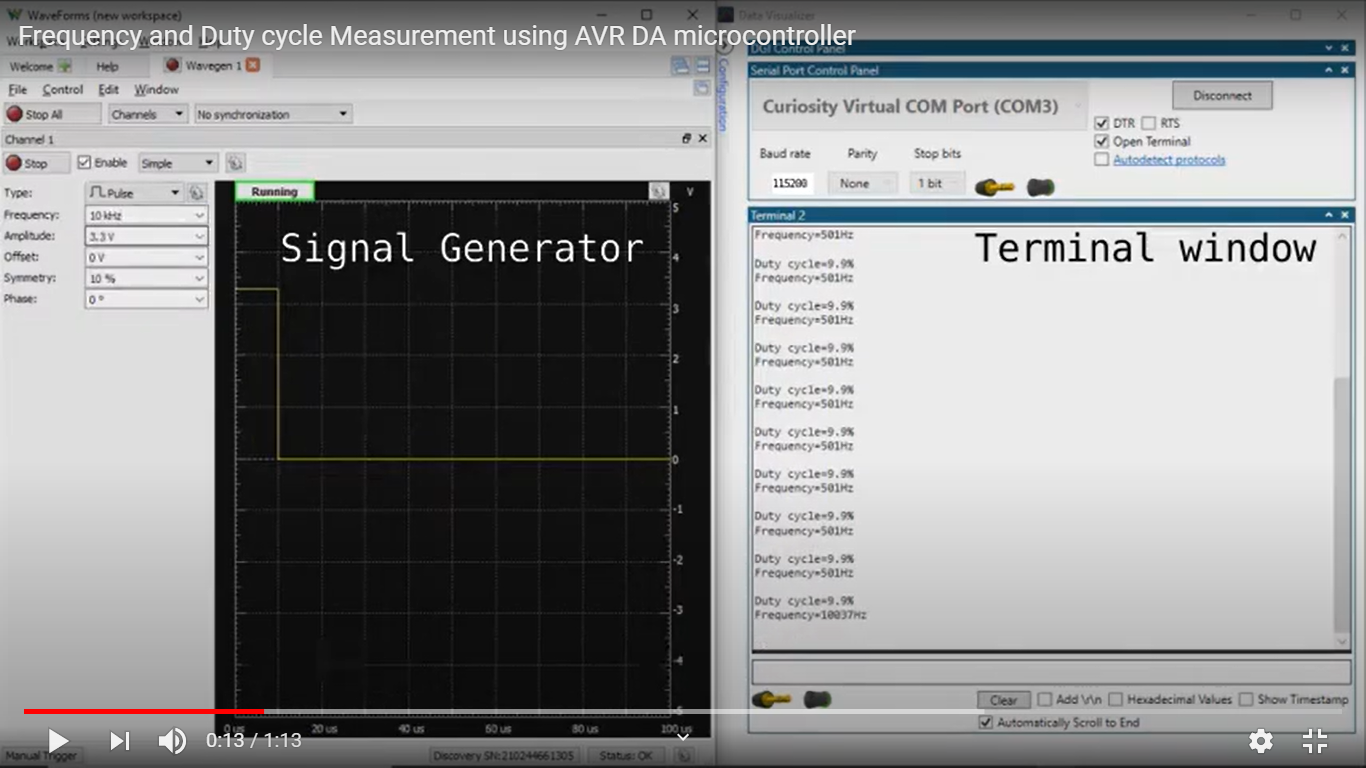 WaveForms (new workspace)
Frequency and Duty cycle Measurement using AVR DA microcontroller
Welcome
Help
Wavegen 1
File Control Edit Window
Stop All
Channels
No synchronization
Channel 1
Stop
Enable
Simple
Type:
Pulse
Frequency:
10 kHz
Amplitude:
3.3 V
Offset:
0 V
Symmetry:
10 %
Phase:
0 °
Running
V
Signal Generator
5
4
3
2
1
0
-1
-2
-3
-4
-5
0 us
20 us
40 us
60 us
80 us
100 us
0:13 / 1:13
Manual Trigger
Discovery SN:210244661305
Status: OK
Data Visualizer
Configuration
DGI Control Panel
Serial Port Control Panel
Curiosity Virtual COM Port (COM3)
Disconnect
DTR
RTS
Open Terminal
Autodetect protocols
Baud rate
Parity
Stop bits
115200
None
1 bit
Terminal 2
Terminal window
Frequency=501Hz
Duty cycle=9.9%
Frequency=501Hz
Duty cycle=9.9%
Frequency=501Hz
Duty cycle=9.9%
Frequency=501Hz
Duty cycle=9.9%
Frequency=501Hz
Duty cycle=9.9%
Frequency=501Hz
Duty cycle=9.9%
Frequency=501Hz
Duty cycle=9.9%
Frequency=501Hz
Duty cycle=9.9%
Frequency=501Hz
Duty cycle=9.9%
Frequency=10037Hz
Clear
Add \r\n
Hexadecimal Values
Show Timestamp
Automatically Scroll to End